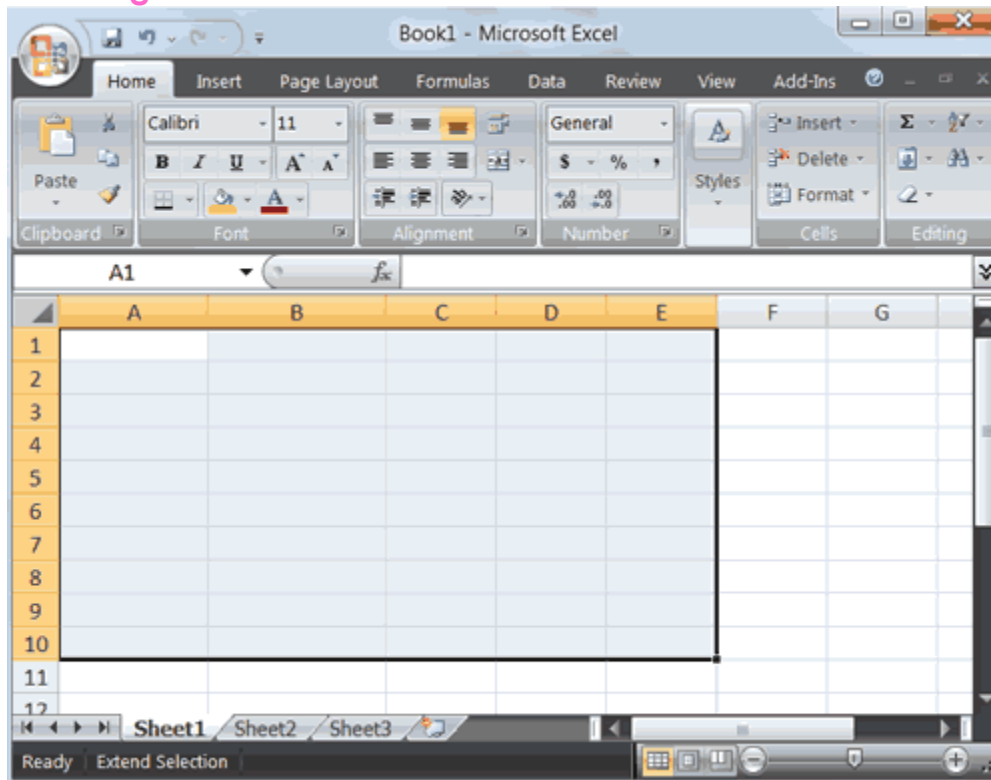 Book1 - Microsoft Excel
Home Insert Page Layout Formulas Data Review View Add-Ins
Calibri 11 General Insert Σ
B I U A A $ % , Delete
Paste A Styles Format
Clipboard Font Alignment Number Cells Editing
A1 fx
A B C D E F G
1
2
3
4
5
6
7
8
9
10
11
12
Sheet1 Sheet2 Sheet3
Ready Extend Selection